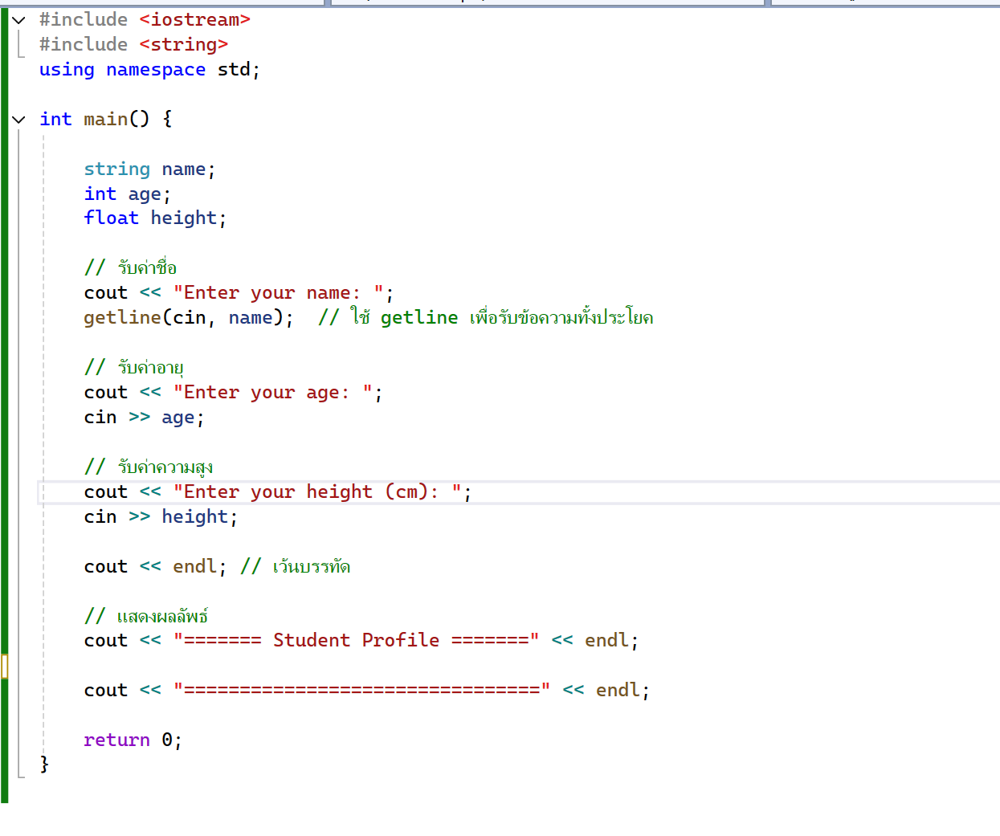 #include <iostream>
#include <string>
using namespace std;
int main() {
string name;
int age;
float height;
// รับค่าชื่อ
cout << "Enter your name: ";
getline(cin, name);  // ใช้ getline เพื่อรับข้อความทั้งประโยค
// รับค่าอายุ
cout << "Enter your age: ";
cin >> age;
// รับค่าความสูง
cout << "Enter your height (cm): ";
cin >> height;
cout << endl; // เว้นบรรทัด
// แสดงผลลัพธ์
cout << "======= Student Profile =======" << endl;
cout << "================================" << endl;
return 0;
}